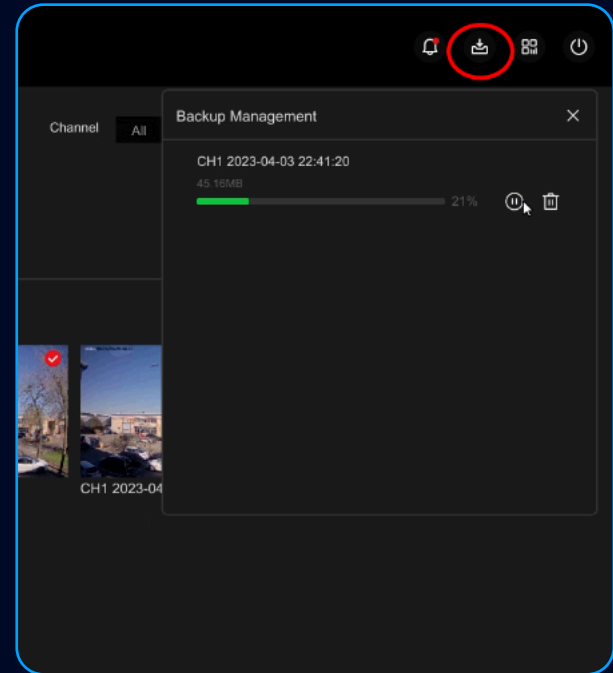 Channel
All
Backup Management
CH1 2023-04-03 22:41:20
45.16MB
21%
CH1 2023-04